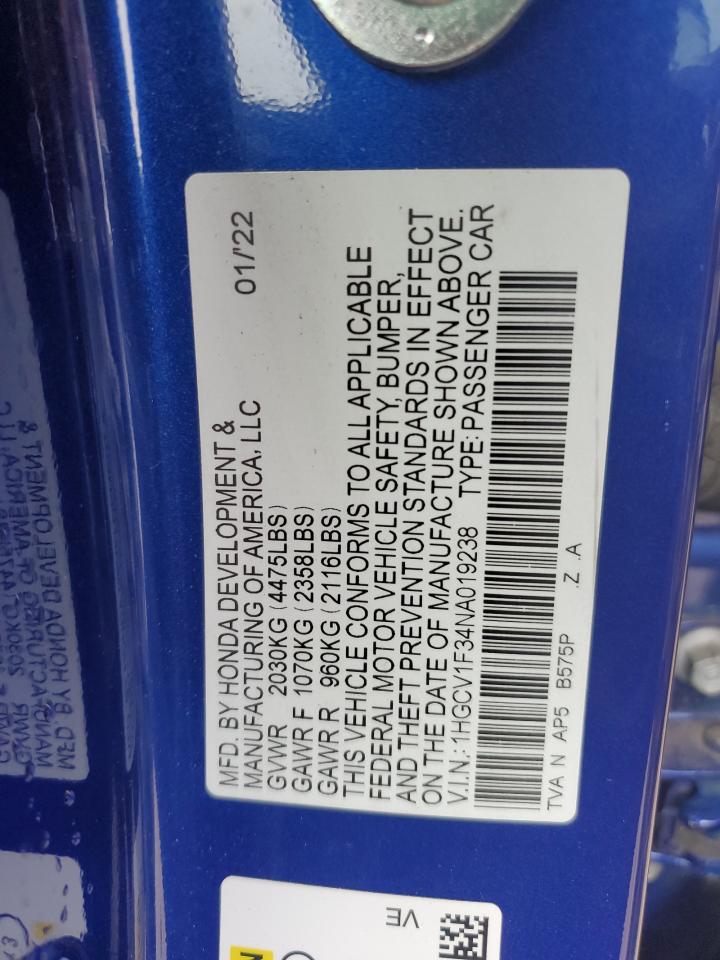 MFD. BY HONDA DEVELOPMENT &
MANUFACTURING OF AMERICA, LLC 01/'22
GVWR 2030KG (4475LBS)
GAWR F 1070KG (2358LBS)
GAWR R 960KG (2116LBS)
THIS VEHICLE CONFORMS TO ALL APPLICABLE
FEDERAL MOTOR VEHICLE SAFETY, BUMPER,
AND THEFT PREVENTION STANDARDS IN EFFECT
ON THE DATE OF MANUFACTURE SHOWN ABOVE.
V.I.N.: 1HGCV1F34NA019238 TYPE: PASSENGER CAR
TVA N AP5 B575P .Z .A
VE